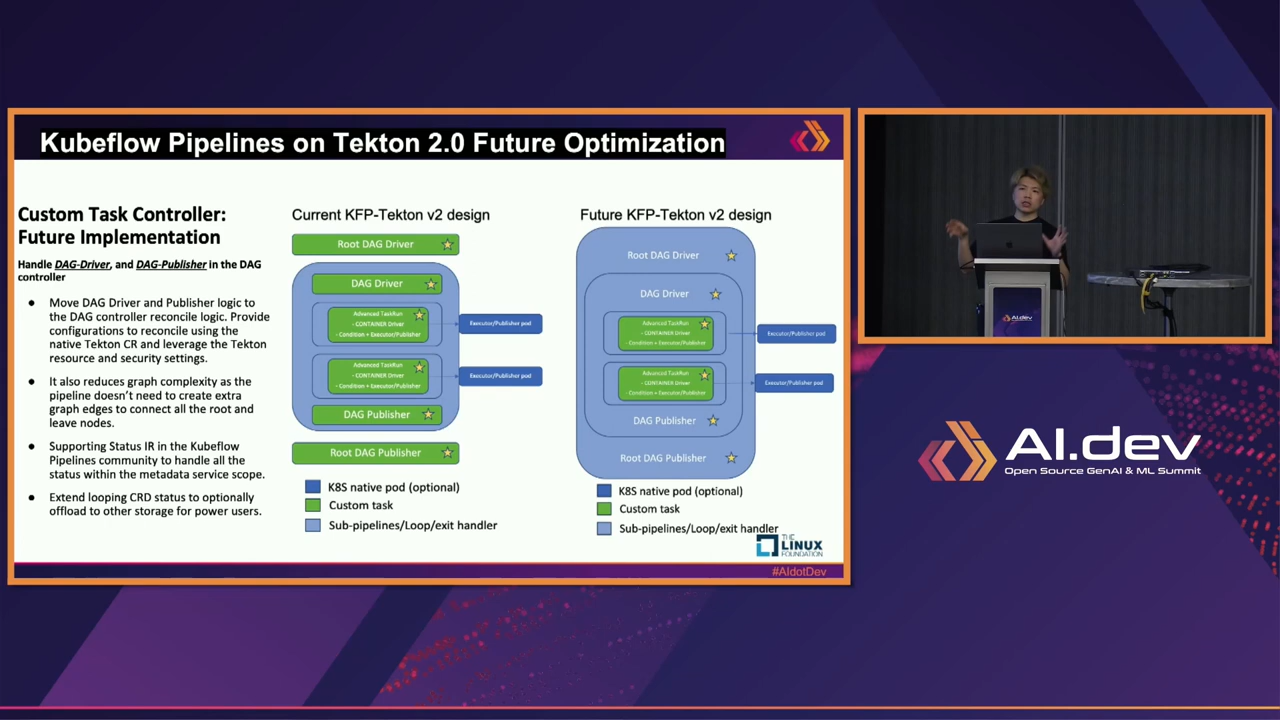 Kubeflow Pipelines on Tekton 2.0 Future Optimization
Custom Task Controller:
Future Implementation
Handle DAG-Driver, and DAG-Publisher in the DAG
controller
● Move DAG Driver and Publisher logic to
the DAG controller reconcile logic. Provide
configurations to reconcile using the
native Tekton CR and leverage the Tekton
resource and security settings.
● It also reduces graph complexity as the
pipeline doesn't need to create extra
graph edges to connect all the root and
leave nodes.
● Supporting Status IR in the Kubeflow
Pipelines community to handle all the
status within the metadata service scope.
● Extend looping CRD status to optionally
offload to other storage for power users.
Current KFP-Tekton v2 design
Root DAG Driver
DAG Driver
Advanced TaskRun
- CONTAINER Driver
- Condition + Executor/Publisher
Executor/Publisher pod
Advanced TaskRun
- CONTAINER Driver
- Condition + Executor/Publisher
Executor/Publisher pod
DAG Publisher
Root DAG Publisher
K8S native pod (optional)
Custom task
Sub-pipelines/Loop/exit handler
Future KFP-Tekton v2 design
Root DAG Driver
DAG Driver
Advanced TaskRun
- CONTAINER Driver
- Condition + Executor/Publisher
Executor/Publisher pod
Advanced TaskRun
- CONTAINER Driver
- Condition + Executor/Publisher
Executor/Publisher pod
DAG Publisher
Root DAG Publisher
K8S native pod (optional)
Custom task
Sub-pipelines/Loop/exit handler
THE
LINUX
FOUNDATION
#AIdotDev
AI.dev
AI.dev
Open Source GenAI & ML Summit